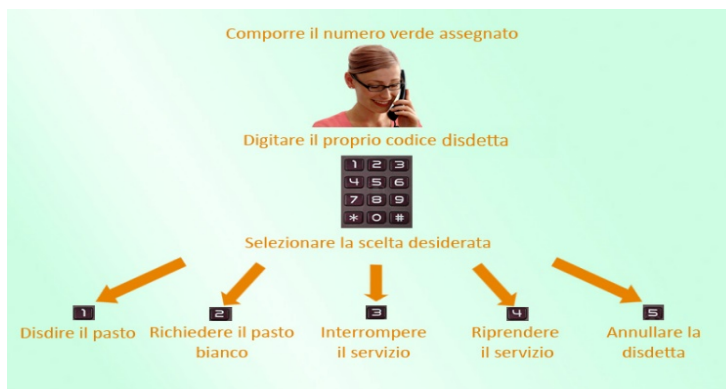 Comporre il numero verde assegnato
Digitare il proprio codice disdetta
1 2 3
4 5 6
7 8 9
* 0 #
Selezionare la scelta desiderata
1 2 3 4 5
Disdire il pasto
Richiedere il pasto
bianco
Interrompere
il servizio
Riprendere
il servizio
Annullare la
disdetta